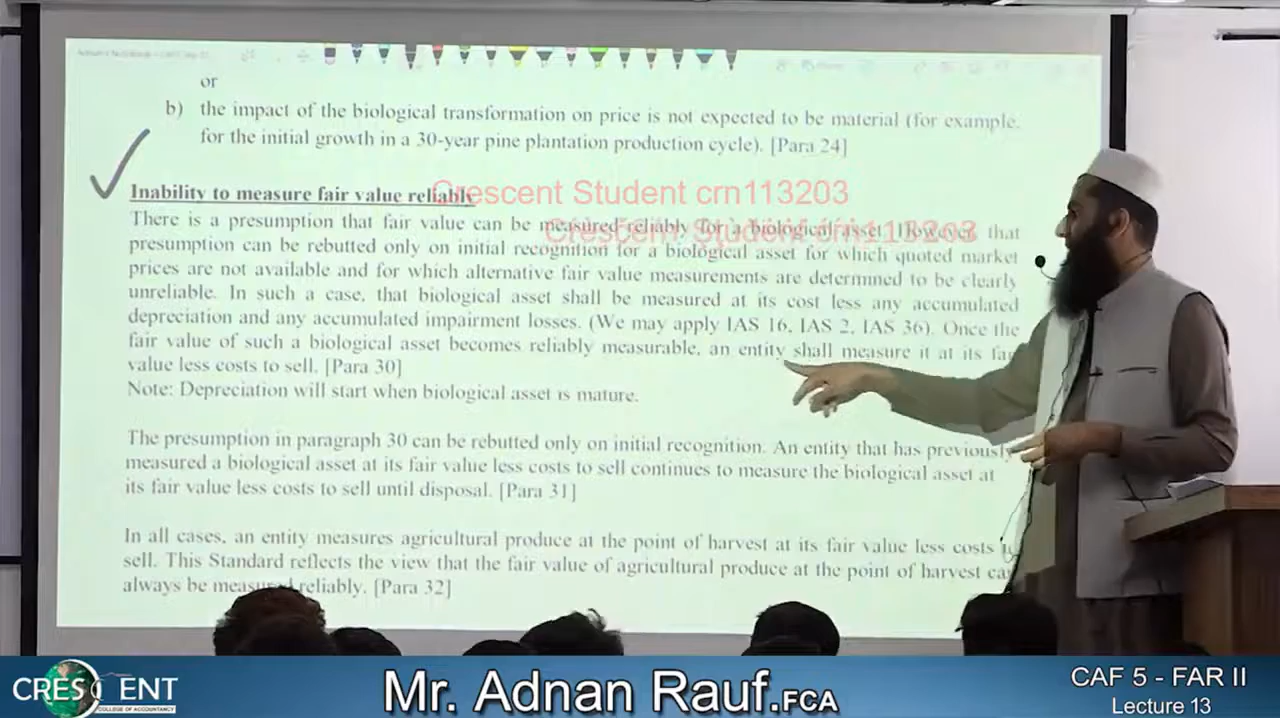 or
b) the impact of the biological transformation on price is not expected to be material (for example,
for the initial growth in a 30-year pine plantation production cycle). [Para 24]
Inability to measure fair value reliably
Crescent Student crn113203
There is a presumption that fair value can be measured reliably for a biological asset. However, that
Crescent Student crn113203
presumption can be rebutted only on initial recognition for a biological asset for which quoted market
prices are not available and for which alternative fair value measurements are determined to be clearly
unreliable. In such a case, that biological asset shall be measured at its cost less any accumulated
depreciation and any accumulated impairment losses. (We may apply IAS 16, IAS 2, IAS 36). Once the
fair value of such a biological asset becomes reliably measurable, an entity shall measure it at its fai
value less costs to sell. [Para 30]
Note: Depreciation will start when biological asset is mature.
The presumption in paragraph 30 can be rebutted only on initial recognition. An entity that has previously
measured a biological asset at its fair value less costs to sell continues to measure the biological asset at
its fair value less costs to sell until disposal. [Para 31]
In all cases, an entity measures agricultural produce at the point of harvest at its fair value less costs t
sell. This Standard reflects the view that the fair value of agricultural produce at the point of harvest ca
always be measured reliably. [Para 32]
CRESCENT
COLLEGE OF ACCOUNTANCY
Mr. Adnan Rauf.FCA
CAF 5 - FAR II
Lecture 13